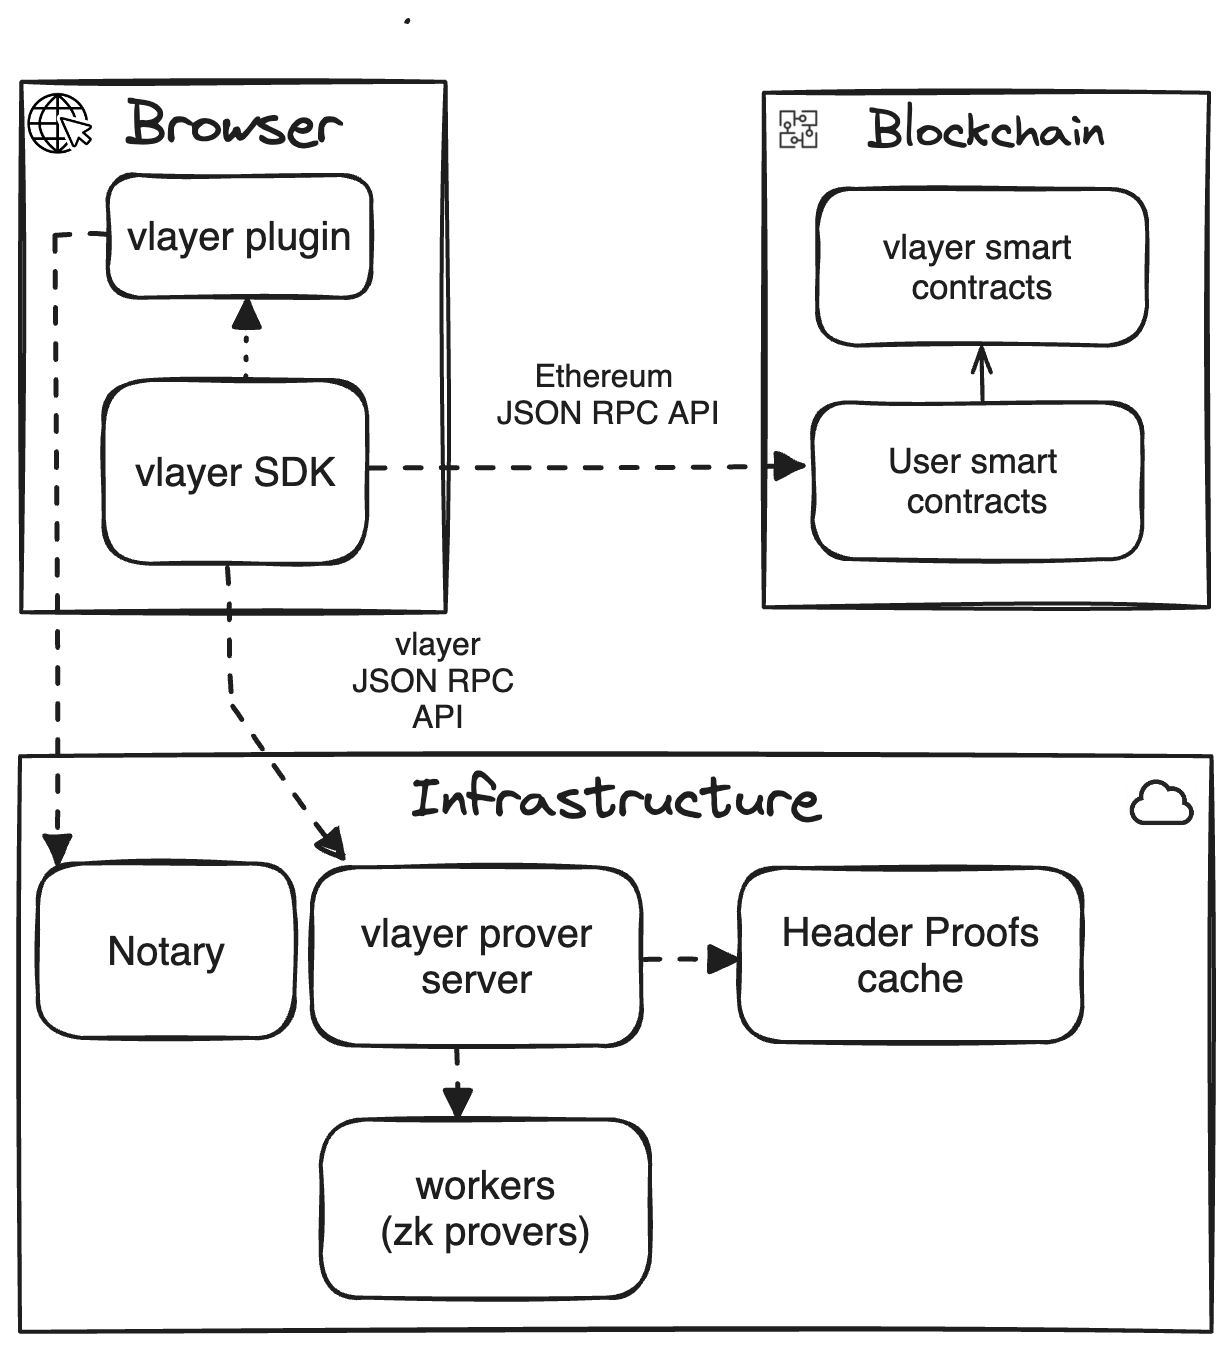 Browser
vlayer plugin
vlayer SDK
Ethereum
JSON RPC API
Blockchain
vlayer smart
contracts
User smart
contracts
vlayer
JSON RPC
API
Infrastructure
Notary
vlayer prover
server
Header Proofs
cache
workers
(zk provers)